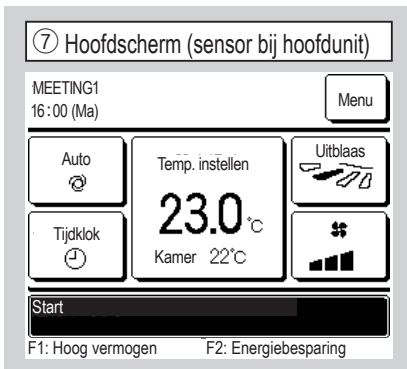 ⑦ Hoofdscherm (sensor bij hoofdunit)
MEETING1
16:00 (Ma)
Menu
Auto
Temp. instellen
Uitblaas
23.0 °C
Tijdklok
Kamer 22°C
Start
F1: Hoog vermogen F2: Energiebesparing